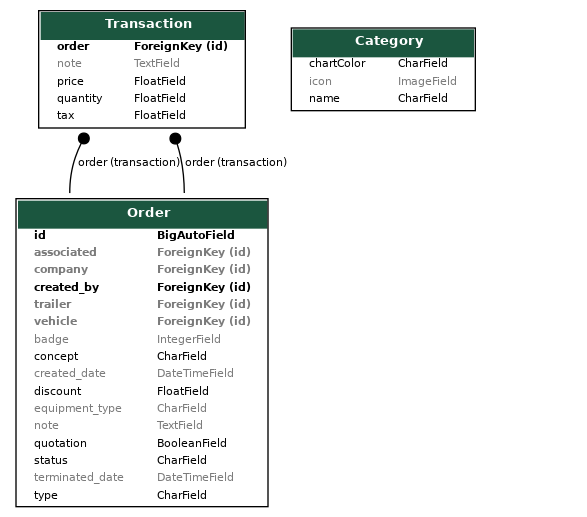 Transaction
order ForeignKey (id)
note TextField
price FloatField
quantity FloatField
tax FloatField
Category
chartColor CharField
icon ImageField
name CharField
order (transaction) order (transaction)
Order
id BigAutoField
associated ForeignKey (id)
company ForeignKey (id)
created_by ForeignKey (id)
trailer ForeignKey (id)
vehicle ForeignKey (id)
badge IntegerField
concept CharField
created_date DateTimeField
discount FloatField
equipment_type CharField
note TextField
quotation BooleanField
status CharField
terminated_date DateTimeField
type CharField